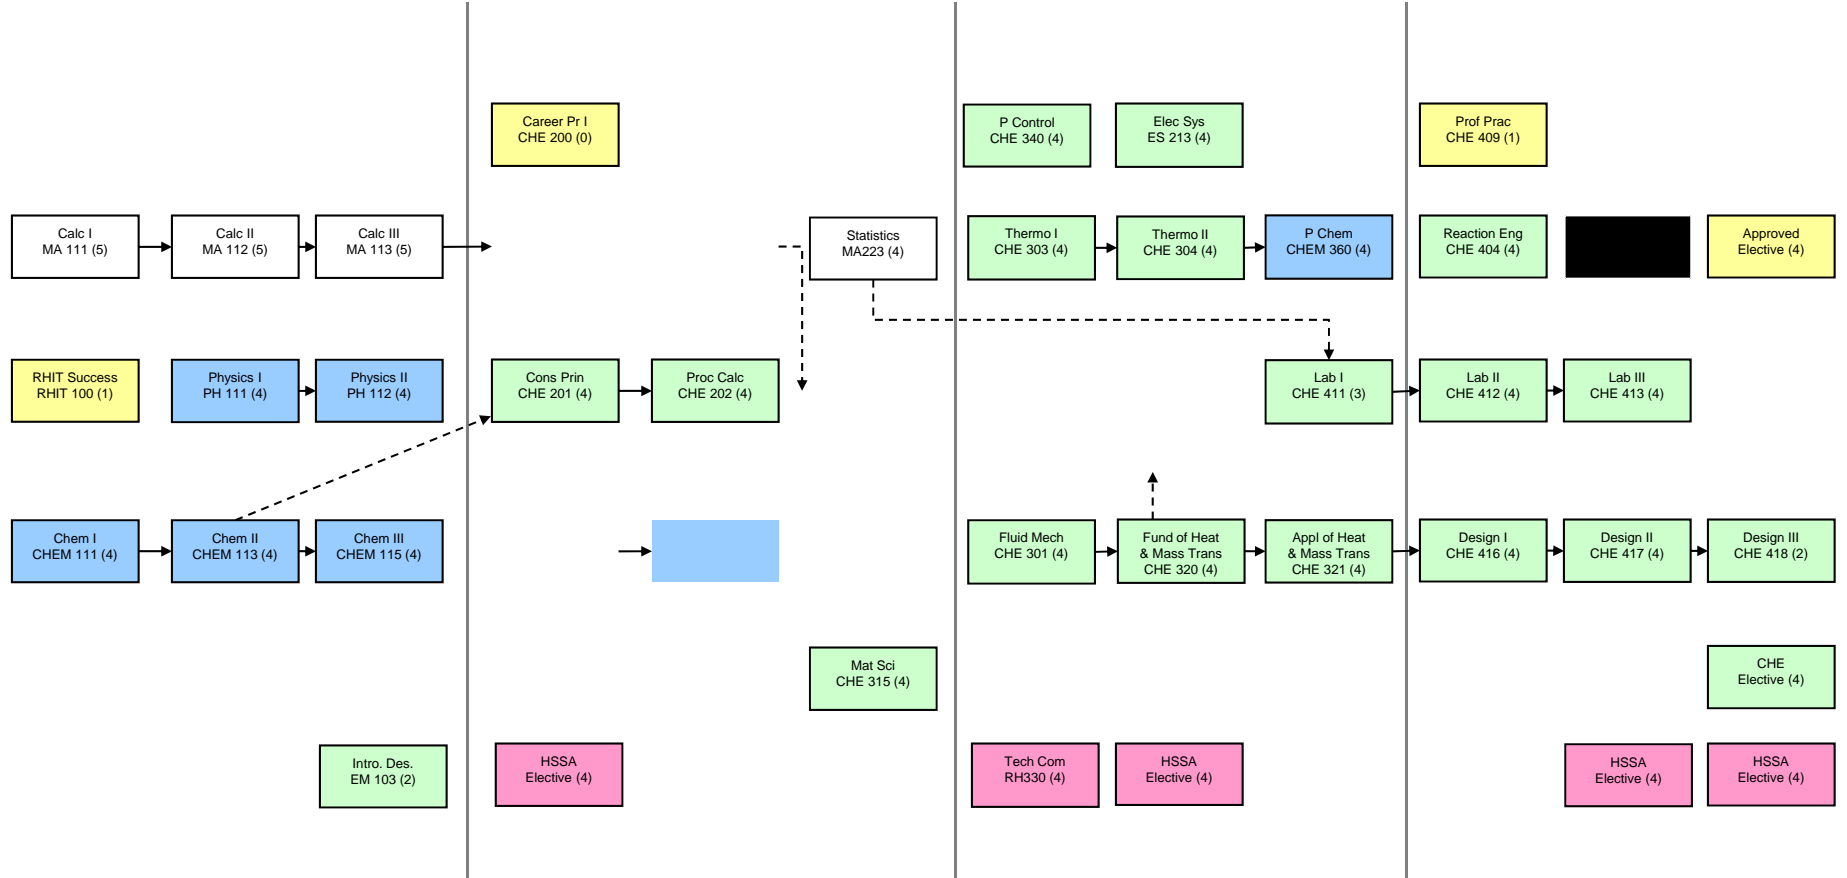 Career Pr I
CHE 200 (0)
P Control
CHE 340 (4)
Elec Sys
ES 213 (4)
Prof Prac
CHE 409 (1)
Calc I
MA 111 (5)
Calc II
MA 112 (5)
Calc III
MA 113 (5)
Statistics
MA223 (4)
Thermo I
CHE 303 (4)
Thermo II
CHE 304 (4)
P Chem
CHEM 360 (4)
Reaction Eng
CHE 404 (4)
Approved
Elective (4)
RHIT Success
RHIT 100 (1)
Physics I
PH 111 (4)
Physics II
PH 112 (4)
Cons Prin
CHE 201 (4)
Proc Calc
CHE 202 (4)
Lab I
CHE 411 (3)
Lab II
CHE 412 (4)
Lab III
CHE 413 (4)
Chem I
CHEM 111 (4)
Chem II
CHEM 113 (4)
Chem III
CHEM 115 (4)
Fluid Mech
CHE 301 (4)
Fund of Heat
& Mass Trans
CHE 320 (4)
Appl of Heat
& Mass Trans
CHE 321 (4)
Design I
CHE 416 (4)
Design II
CHE 417 (4)
Design III
CHE 418 (2)
Mat Sci
CHE 315 (4)
CHE
Elective (4)
Intro. Des.
EM 103 (2)
HSSA
Elective (4)
Tech Com
RH330 (4)
HSSA
Elective (4)
HSSA
Elective (4)
HSSA
Elective (4)